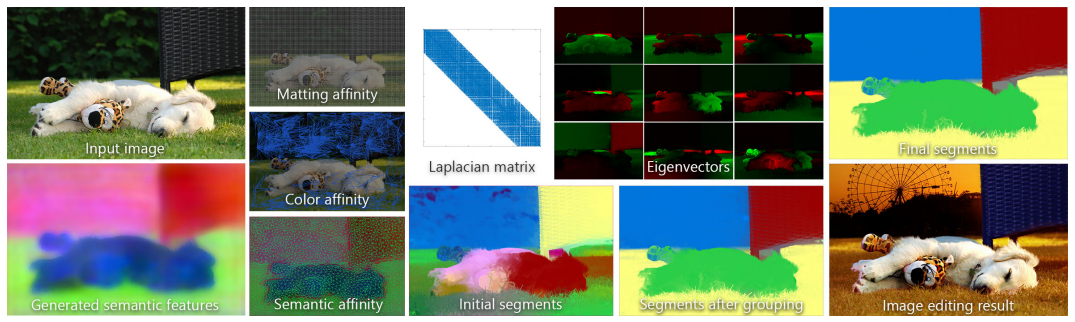 Input image
Matting affinity
Color affinity
Laplacian matrix
Eigenvectors
Final segments
Generated semantic features
Semantic affinity
Initial segments
Segments after grouping
Image editing result